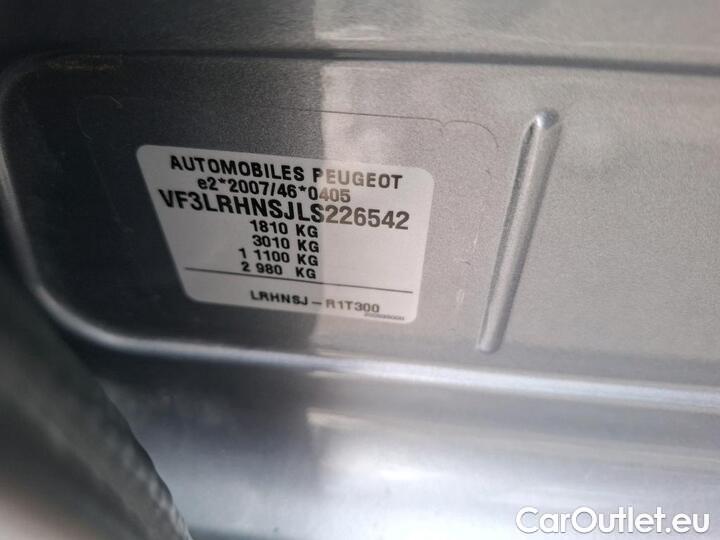 AUTOMOBILES PEUGEOT
e2*2007/46*0405
VF3LRHNSJLS226542
1810 KG
3010 KG
1 1100 KG
2 980 KG
LRHNSJ – R1T300
CarOutlet.eu